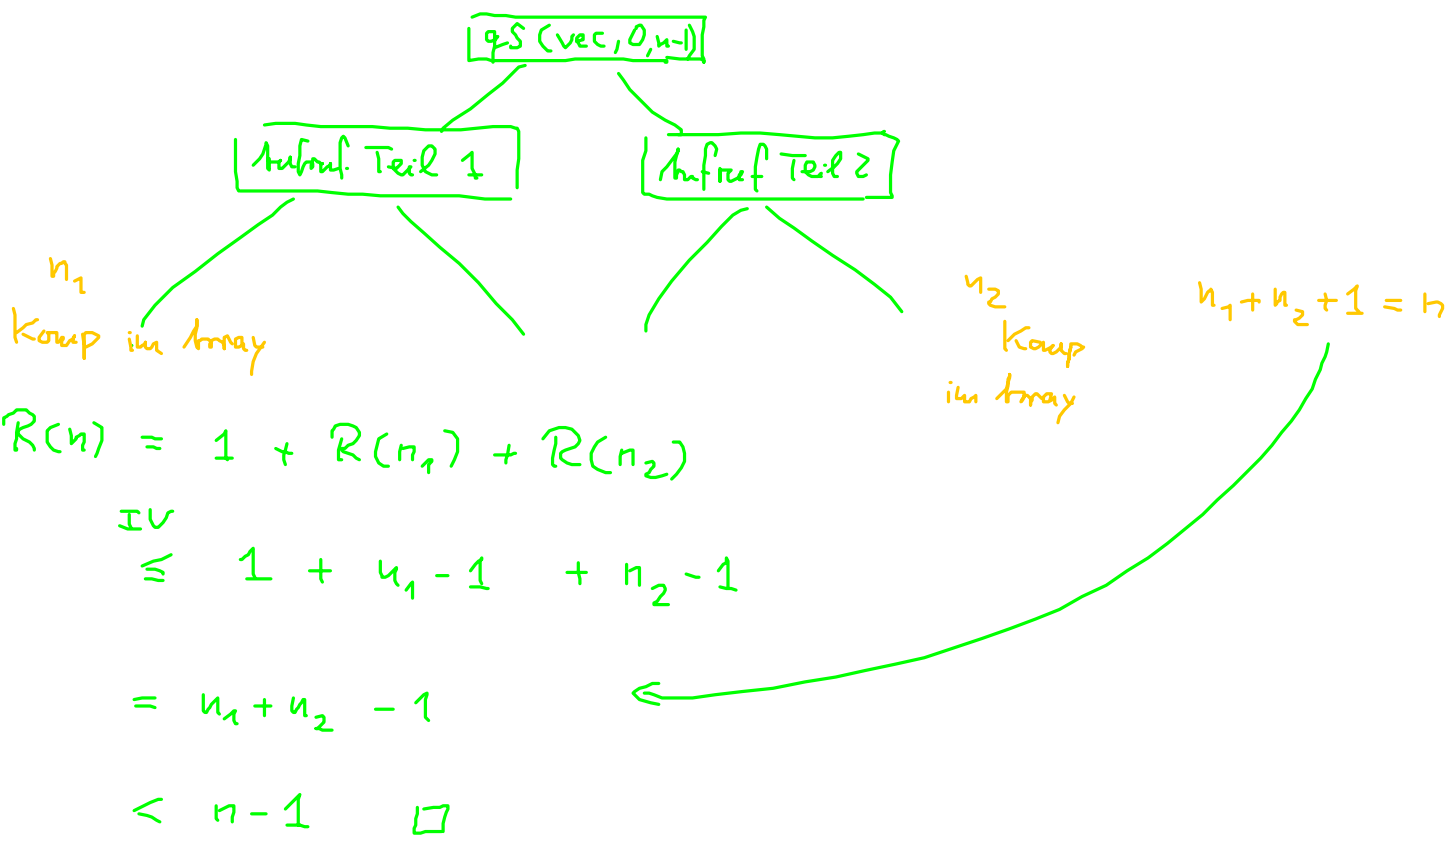 qS(vec, 0, n-1)
Aufruf Teil 1
Aufruf Teil 2
n₁
Komp im Array
n₂
Komp
im Array
n₁ + n₂ + 1 = n
R(n) = 1 + R(n₁) + R(n₂)
IV
≤ 1 + n₁ - 1 + n₂ - 1
= n₁ + n₂ - 1
< n - 1 □